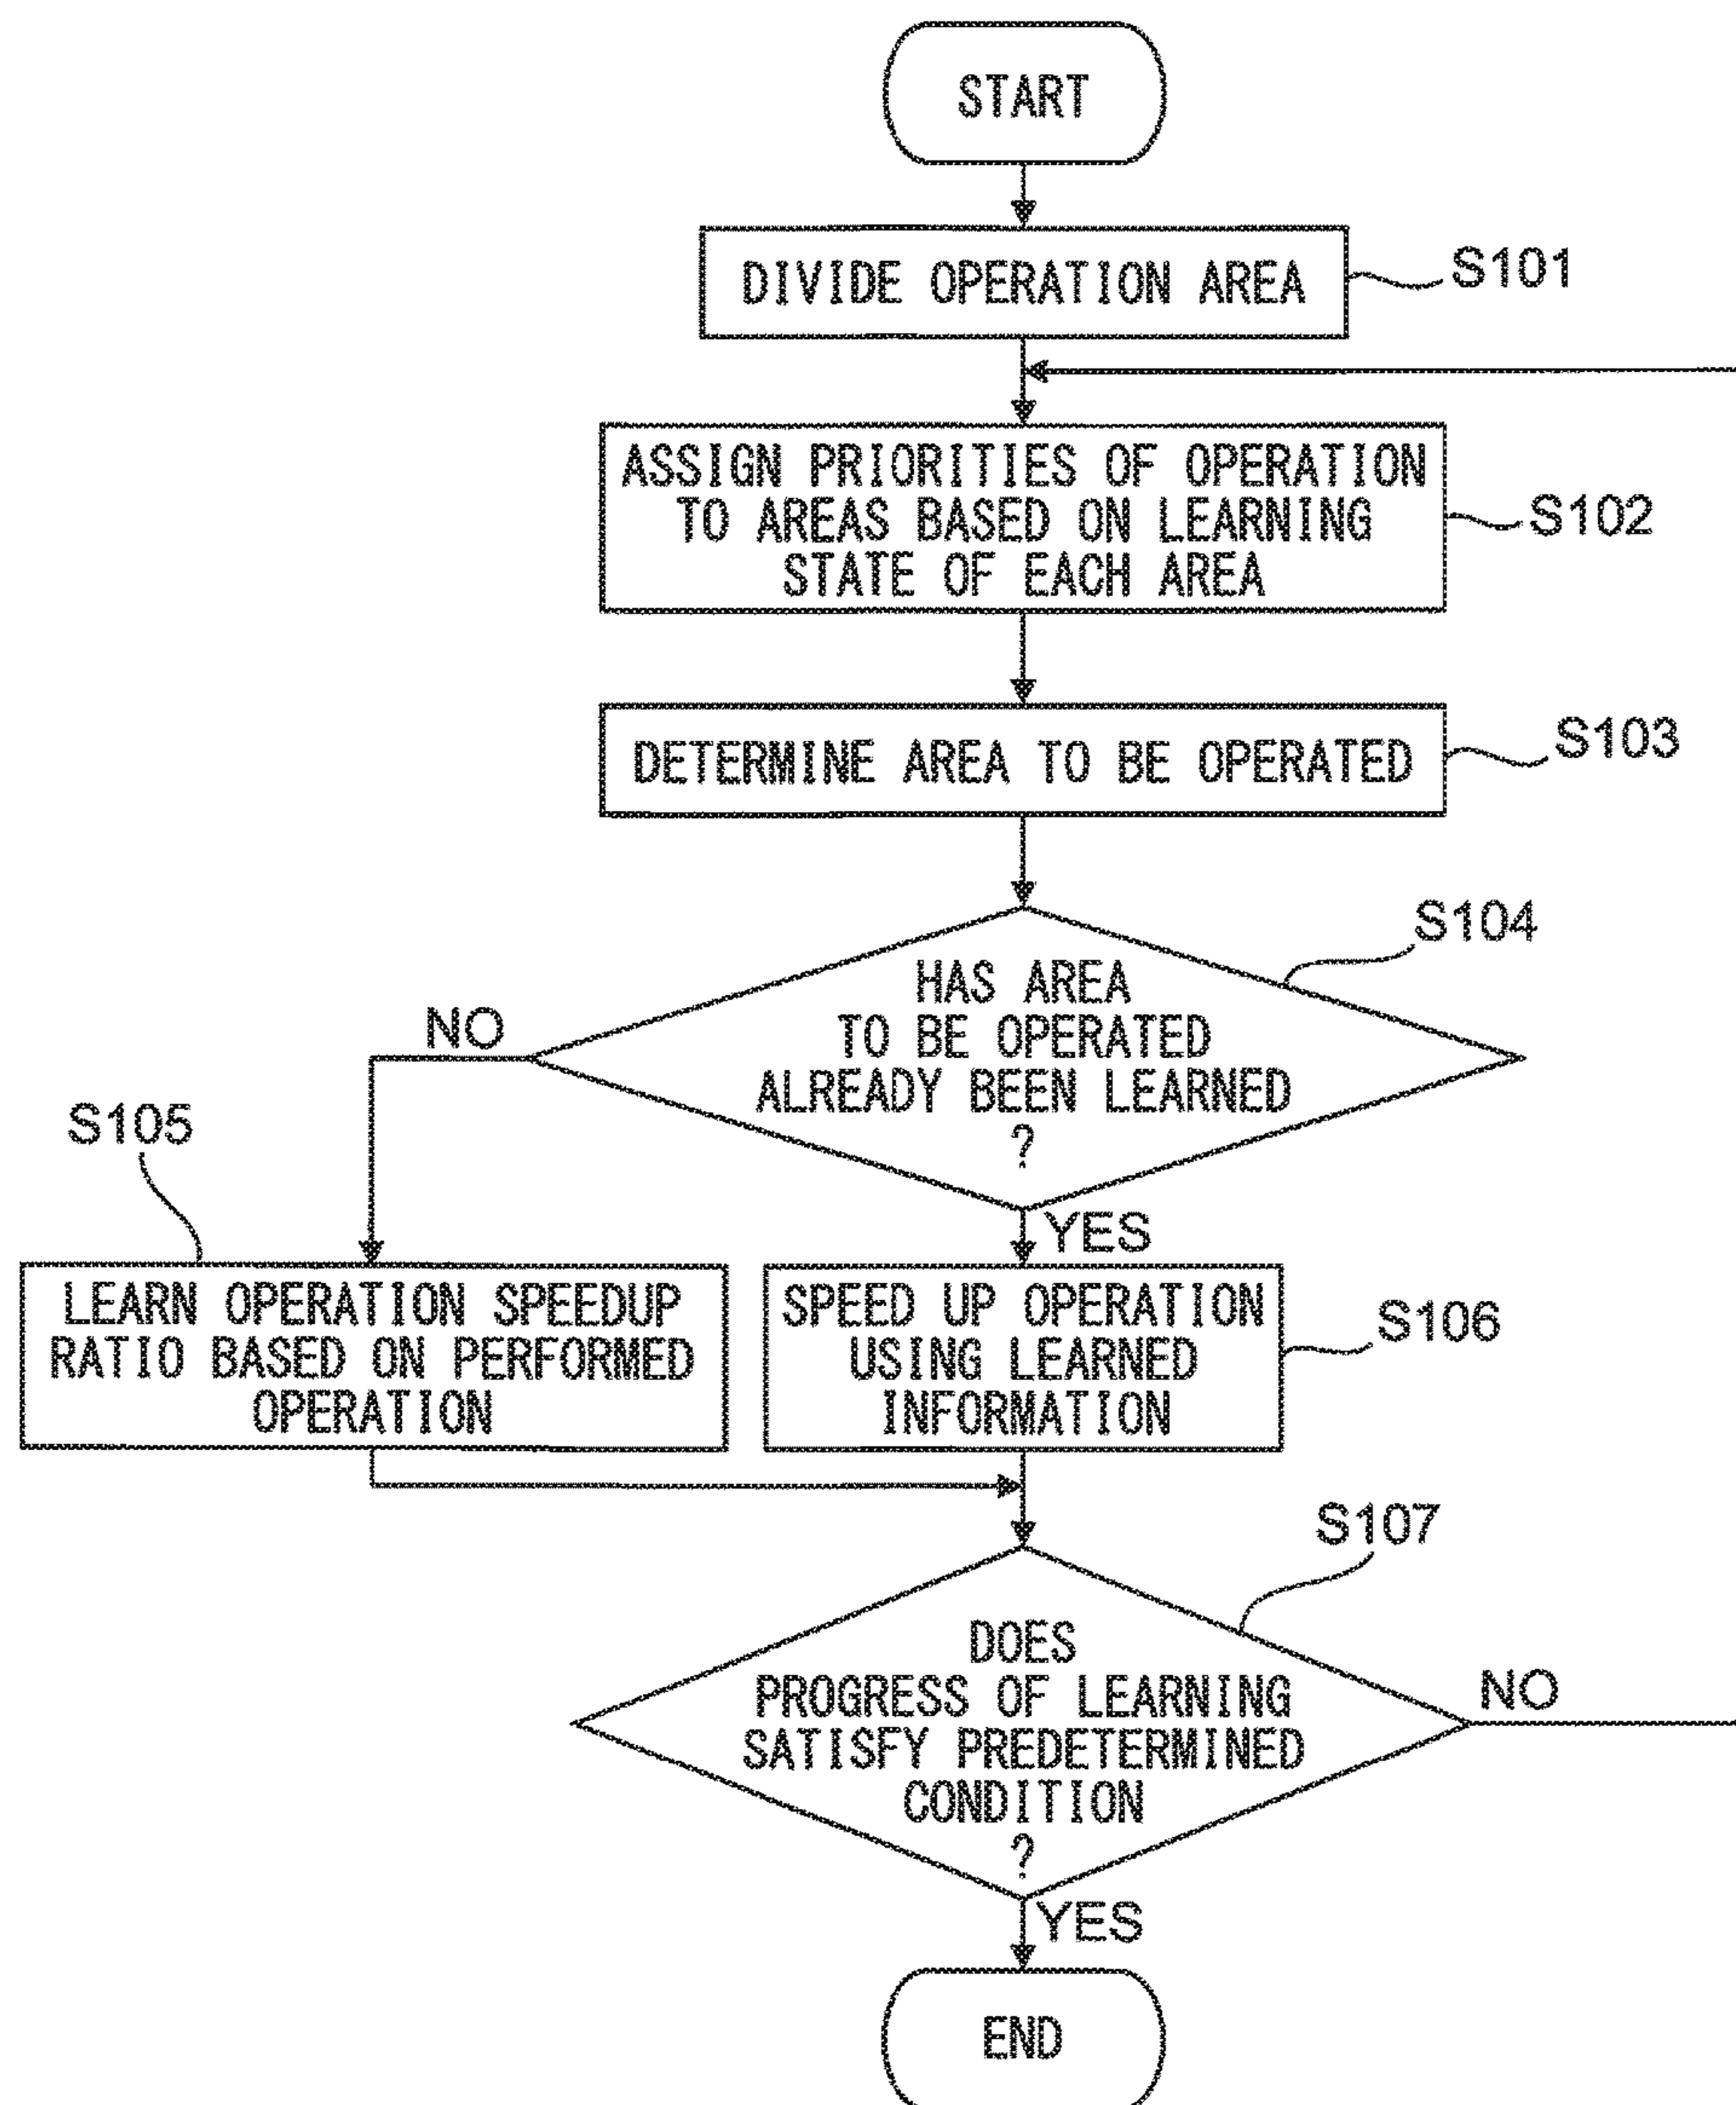 START
DIVIDE OPERATION AREA
S101
ASSIGN PRIORITIES OF OPERATION
TO AREAS BASED ON LEARNING
STATE OF EACH AREA
S102
DETERMINE AREA TO BE OPERATED
S103
S104
HAS AREA
TO BE OPERATED
ALREADY BEEN LEARNED
?
NO
YES
S105
LEARN OPERATION SPEEDUP
RATIO BASED ON PERFORMED
OPERATION
SPEED UP OPERATION
USING LEARNED
INFORMATION
S106
S107
DOES
PROGRESS OF LEARNING
SATISFY PREDETERMINED
CONDITION
?
NO
YES
END